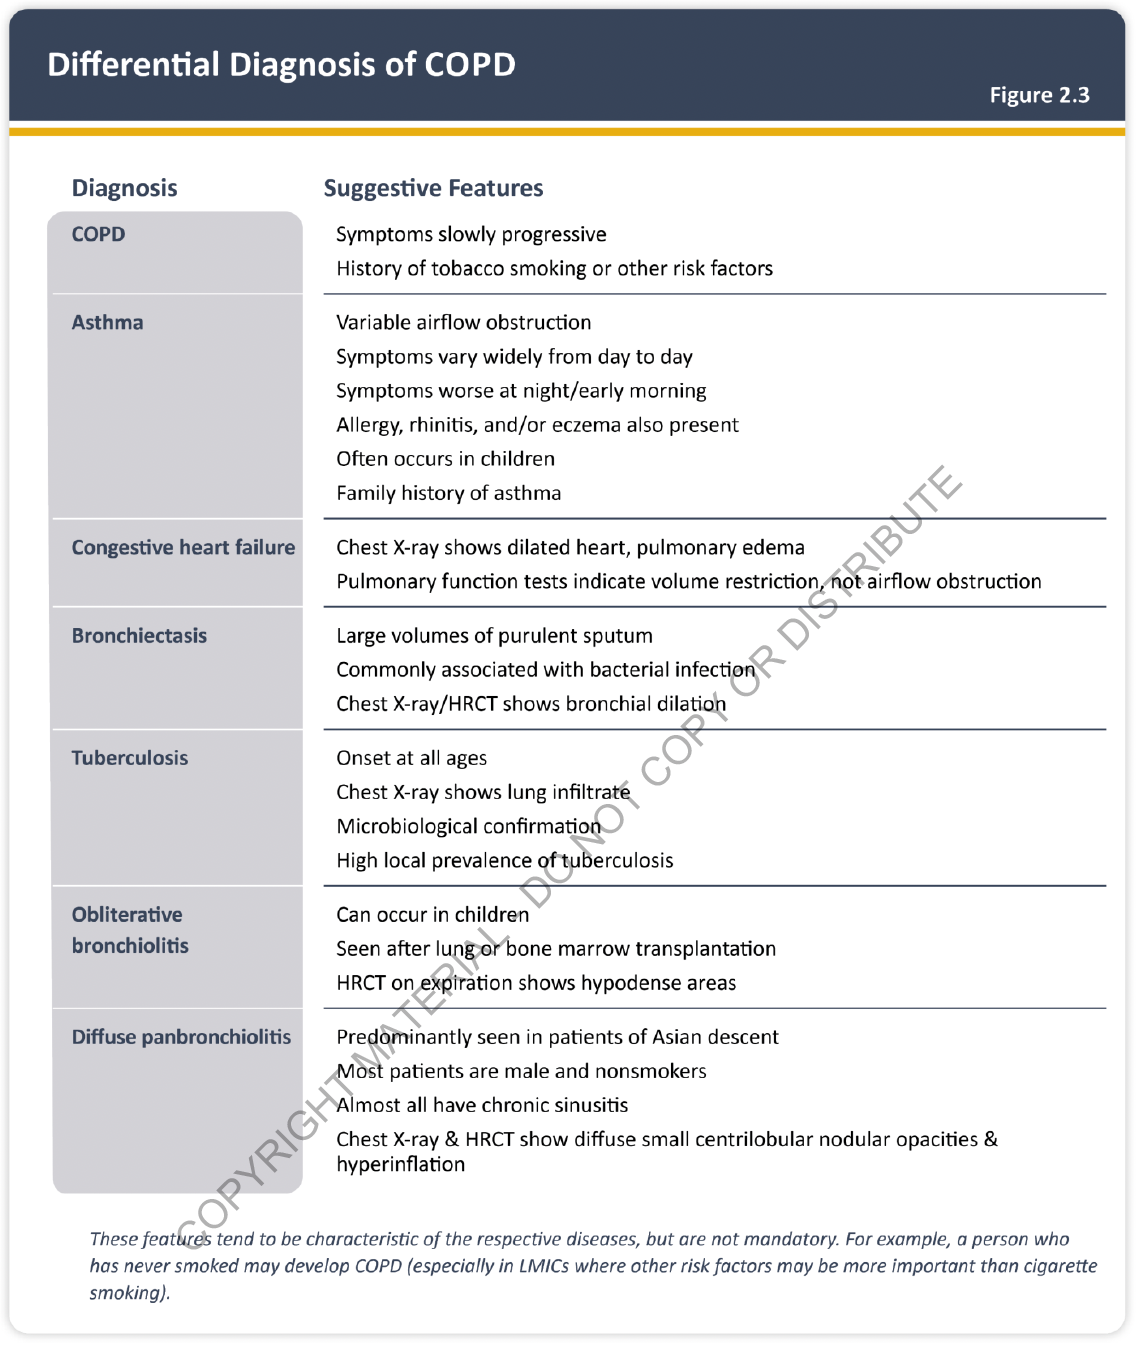 Differential Diagnosis of COPD
Figure 2.3
Diagnosis
Suggestive Features
COPD
Symptoms slowly progressive
History of tobacco smoking or other risk factors
Asthma
Variable airflow obstruction
Symptoms vary widely from day to day
Symptoms worse at night/early morning
Allergy, rhinitis, and/or eczema also present
Often occurs in children
Family history of asthma
Congestive heart failure
Chest X-ray shows dilated heart, pulmonary edema
Pulmonary function tests indicate volume restriction, not airflow obstruction
Bronchiectasis
Large volumes of purulent sputum
Commonly associated with bacterial infection
Chest X-ray/HRCT shows bronchial dilation
Tuberculosis
Onset at all ages
Chest X-ray shows lung infiltrate
Microbiological confirmation
High local prevalence of tuberculosis
Obliterative
bronchiolitis
Can occur in children
Seen after lung or bone marrow transplantation
HRCT on expiration shows hypodense areas
Diffuse panbronchiolitis
Predominantly seen in patients of Asian descent
Most patients are male and nonsmokers
Almost all have chronic sinusitis
Chest X-ray & HRCT show diffuse small centrilobular nodular opacities &
hyperinflation
These features tend to be characteristic of the respective diseases, but are not mandatory. For example, a person who
has never smoked may develop COPD (especially in LMICs where other risk factors may be more important than cigarette
smoking).
COPYRIGHT MATERIAL - DO NOT COPY OR DISTRIBUTE